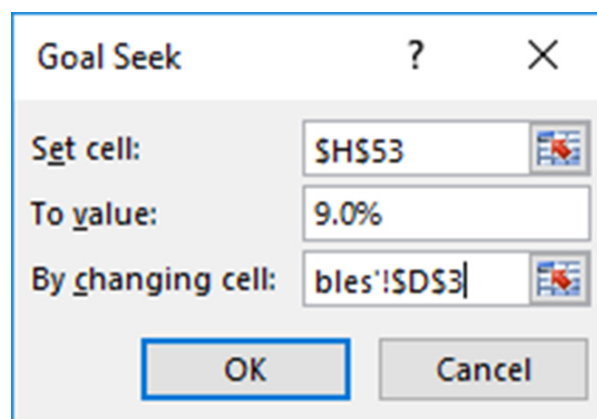 Goal Seek ? ×
Set cell: $H$53
To value: 9.0%
By changing cell: bles'!$D$3
OK Cancel